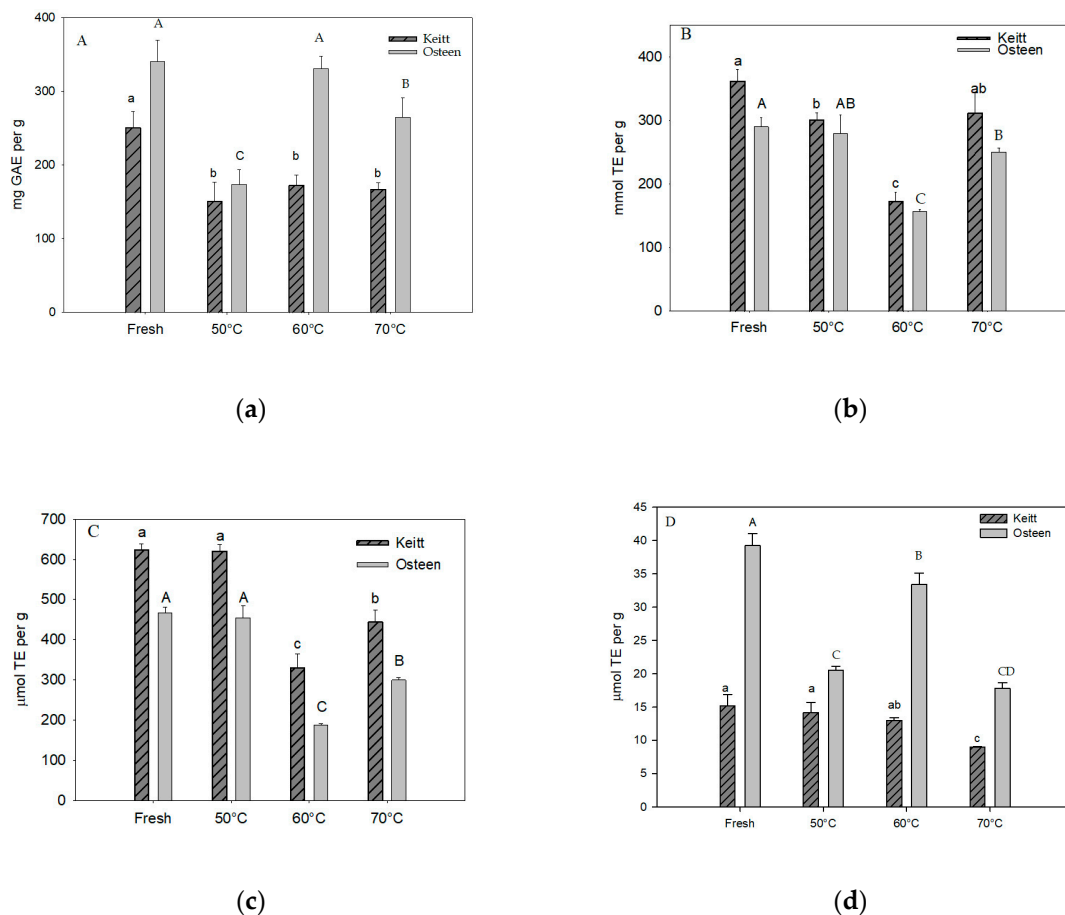 A
Keitt
Osteen
mg GAE per g
400
300
200
100
0
a
A
b
C
b
A
b
B
Fresh 50°C 60°C 70°C
(a)
B
Keitt
Osteen
mmol TE per g
400
300
200
100
0
a
A
b
AB
c
C
ab
B
Fresh 50°C 60°C 70°C
(b)
C
Keitt
Osteen
µmol TE per g
700
600
500
400
300
200
100
0
a
A
a
A
c
C
b
B
Fresh 50°C 60°C 70°C
(c)
D
Keitt
Osteen
µmol TE per g
45
40
35
30
25
20
15
10
5
0
a
A
a
C
ab
B
c
CD
Fresh 50°C 60°C 70°C
(d)